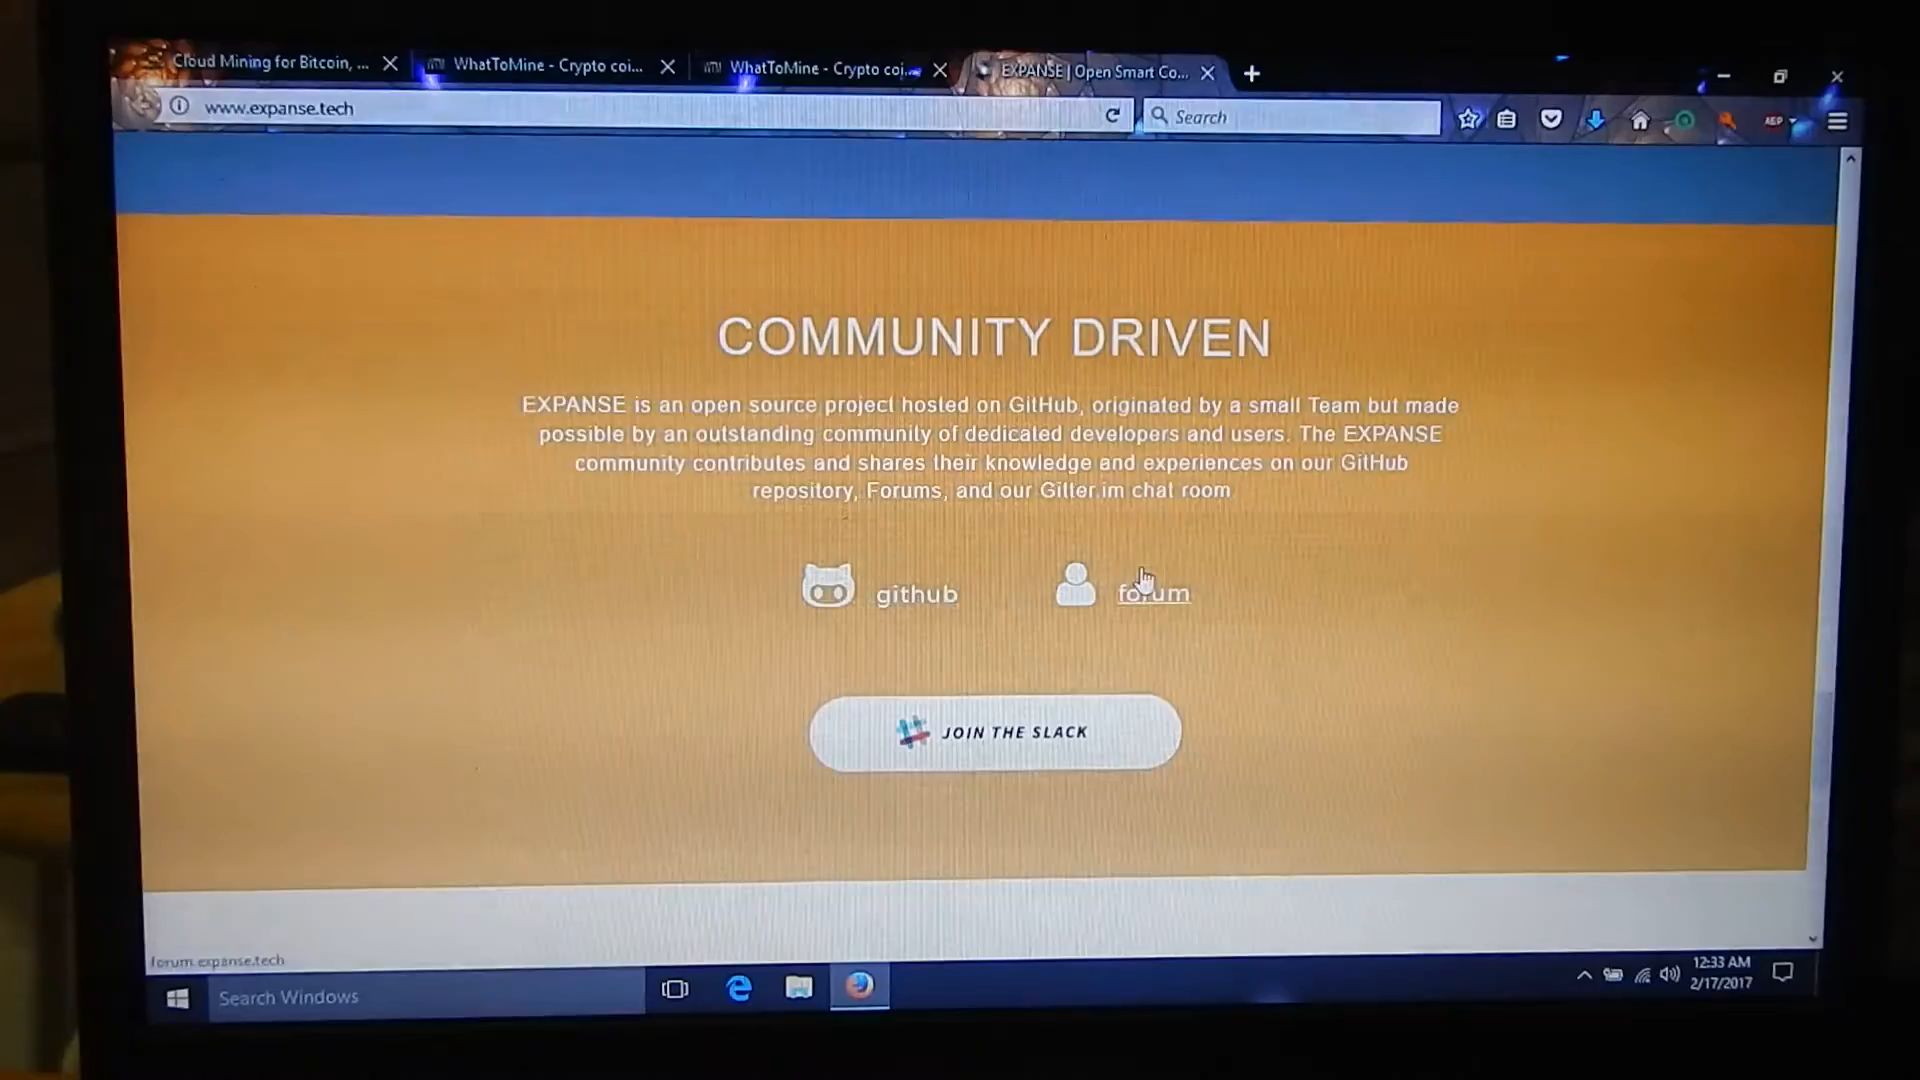 Cloud Mining for Bitcoin, ...
WhatToMine - Crypto coi...
WhatToMine - Crypto coi...
EXPANSE | Open Smart Co...
www.expanse.tech
Search
ABP
COMMUNITY DRIVEN
EXPANSE is an open source project hosted on GitHub, originated by a small Team but made
possible by an outstanding community of dedicated developers and users. The EXPANSE
community contributes and shares their knowledge and experiences on our GitHub
repository, Forums, and our Gitter.im chat room
github
forum
JOIN THE SLACK
forum.expanse.tech
Search Windows
12:33 AM
2/17/2017